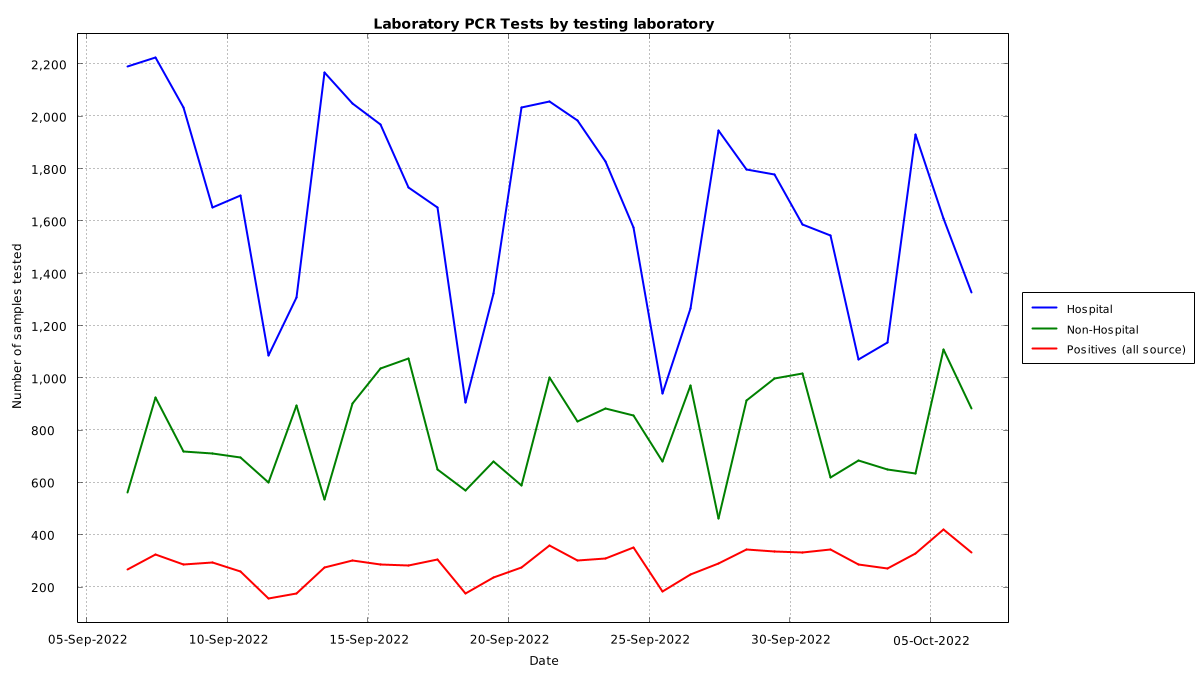 Laboratory PCR Tests by testing laboratory
2,200
2,000
1,800
1,600
1,400
1,200
1,000
800
600
400
200
Number of samples tested
05-Sep-2022 10-Sep-2022 15-Sep-2022 20-Sep-2022 25-Sep-2022 30-Sep-2022 05-Oct-2022
Date
Hospital
Non-Hospital
Positives (all source)